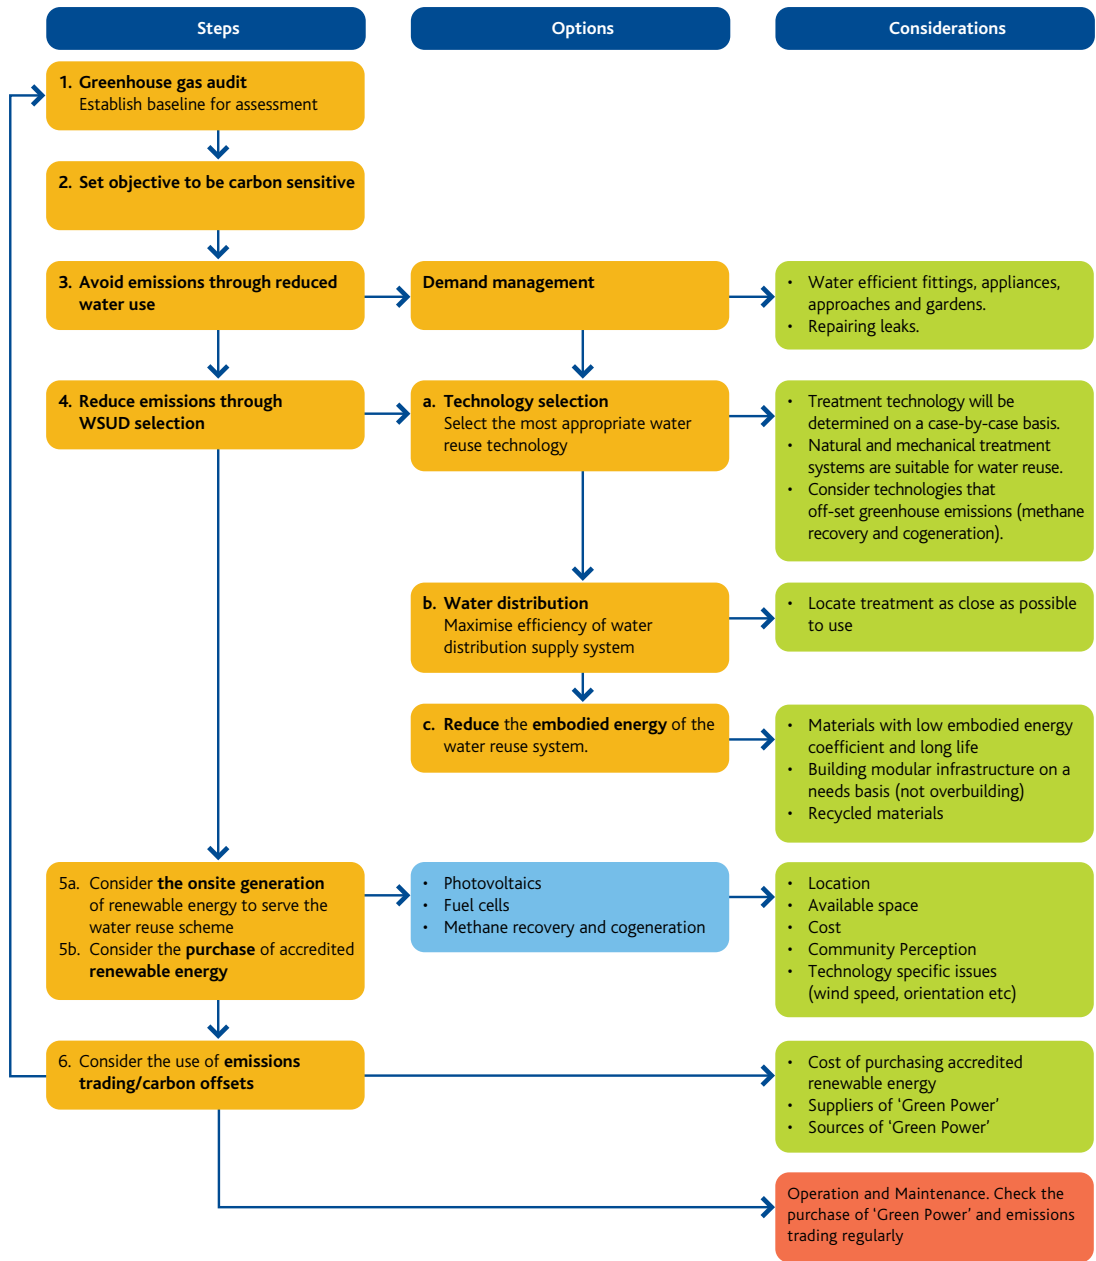 Steps
Options
Considerations
1. Greenhouse gas audit
Establish baseline for assessment
2. Set objective to be carbon sensitive
3. Avoid emissions through reduced
water use
Demand management
• Water efficient fittings, appliances,
approaches and gardens.
• Repairing leaks.
4. Reduce emissions through
WSUD selection
a. Technology selection
Select the most appropriate water
reuse technology
• Treatment technology will be
determined on a case-by-case basis.
• Natural and mechanical treatment
systems are suitable for water reuse.
• Consider technologies that
off-set greenhouse emissions (methane
recovery and cogeneration).
b. Water distribution
Maximise efficiency of water
distribution supply system
• Locate treatment as close as possible
to use
c. Reduce the embodied energy of the
water reuse system.
• Materials with low embodied energy
coefficient and long life
• Building modular infrastructure on a
needs basis (not overbuilding)
• Recycled materials
5a. Consider the onsite generation
of renewable energy to serve the
water reuse scheme
5b. Consider the purchase of accredited
renewable energy
• Photovoltaics
• Fuel cells
• Methane recovery and cogeneration
• Location
• Available space
• Cost
• Community Perception
• Technology specific issues
(wind speed, orientation etc)
6. Consider the use of emissions
trading/carbon offsets
• Cost of purchasing accredited
renewable energy
• Suppliers of ‘Green Power’
• Sources of ‘Green Power’
Operation and Maintenance. Check the
purchase of ‘Green Power’ and emissions
trading regularly